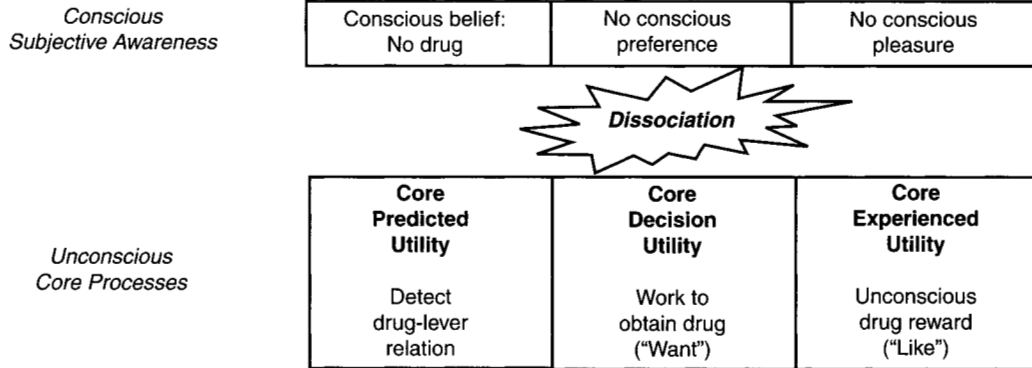 Conscious
Subjective Awareness
Conscious belief:
No drug
No conscious
preference
No conscious
pleasure
Dissociation
Unconscious
Core Processes
Core
Predicted
Utility
Detect
drug-lever
relation
Core
Decision
Utility
Work to
obtain drug
("Want")
Core
Experienced
Utility
Unconscious
drug reward
("Like")